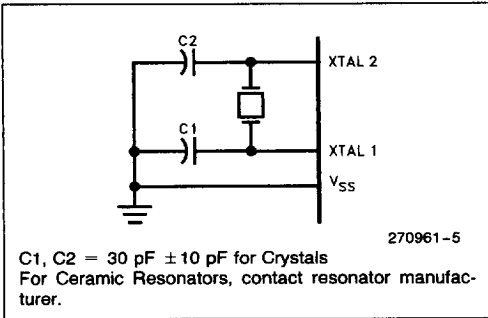 C2
XTAL 2
C1
XTAL 1
VSS
270961-5
C1, C2 = 30 pF ±10 pF for Crystals
For Ceramic Resonators, contact resonator manufac-
turer.